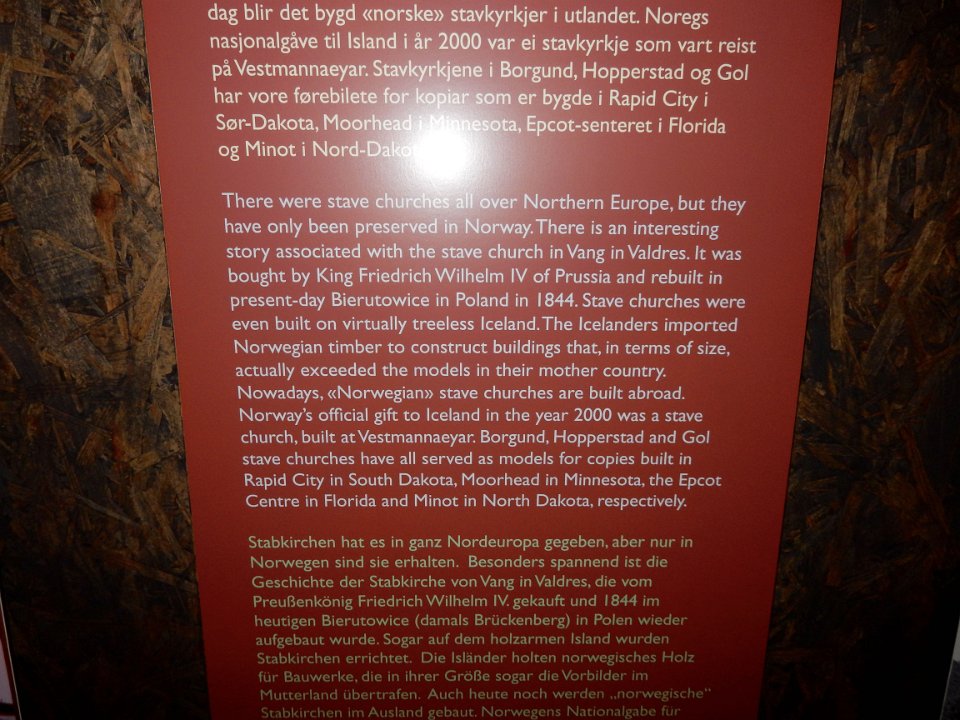 dag blir det bygd «norske» stavkyrkjer i utlandet. Noregs
nasjonalgåve til Island i år 2000 var ei stavkyrkje som vart reist
på Vestmannaeyar. Stavkyrkjene i Borgund, Hopperstad og Gol
har vore førebilete for kopiar som er bygde i Rapid City i
Sør-Dakota, Moorhead i Minnesota, Epcot-senteret i Florida
og Minot i
There were stave churches all over Northern Europe, but they
have only been preserved in Norway. There is an interesting
story associated with the stave church in Vang in Valdres. It was
bought by King Friedrich Wilhelm IV of Prussia and rebuilt in
present-day Bierutowice in Poland in 1844. Stave churches were
even built on virtually treeless Iceland. The Icelanders imported
Norwegian timber to construct buildings that, in terms of size,
actually exceeded the models in their mother country.
Nowadays, «Norwegian» stave churches are built abroad.
Norway's official gift to Iceland in the year 2000 was a stave
church, built at Vestmannaeyar. Borgund, Hopperstad and Gol
stave churches have all served as models for copies built in
Rapid City in South Dakota, Moorhead in Minnesota, the Epcot
Centre in Florida and Minot in North Dakota, respectively.
Stabkirchen hat es in ganz Nordeuropa gegeben, aber nur in
Norwegen sind sie erhalten. Besonders spannend ist die
Geschichte der Stabkirche von Vang in Valdres, die vom
Preußenkönig Friedrich Wilhelm IV. gekauft und 1844 im
heutigen Bierutowice (damals Brückenberg) in Polen wieder
aufgebaut wurde. Sogar auf dem holzarmen Island wurden
Stabkirchen errichtet. Die Isländer holten norwegisches Holz
für Bauwerke, die in ihrer Größe sogar die Vorbilder im
Mutterland übertrafen. Auch heute noch werden „norwegische“
Stabkirchen im Ausland gebaut. Norwegens Nationalgabe für